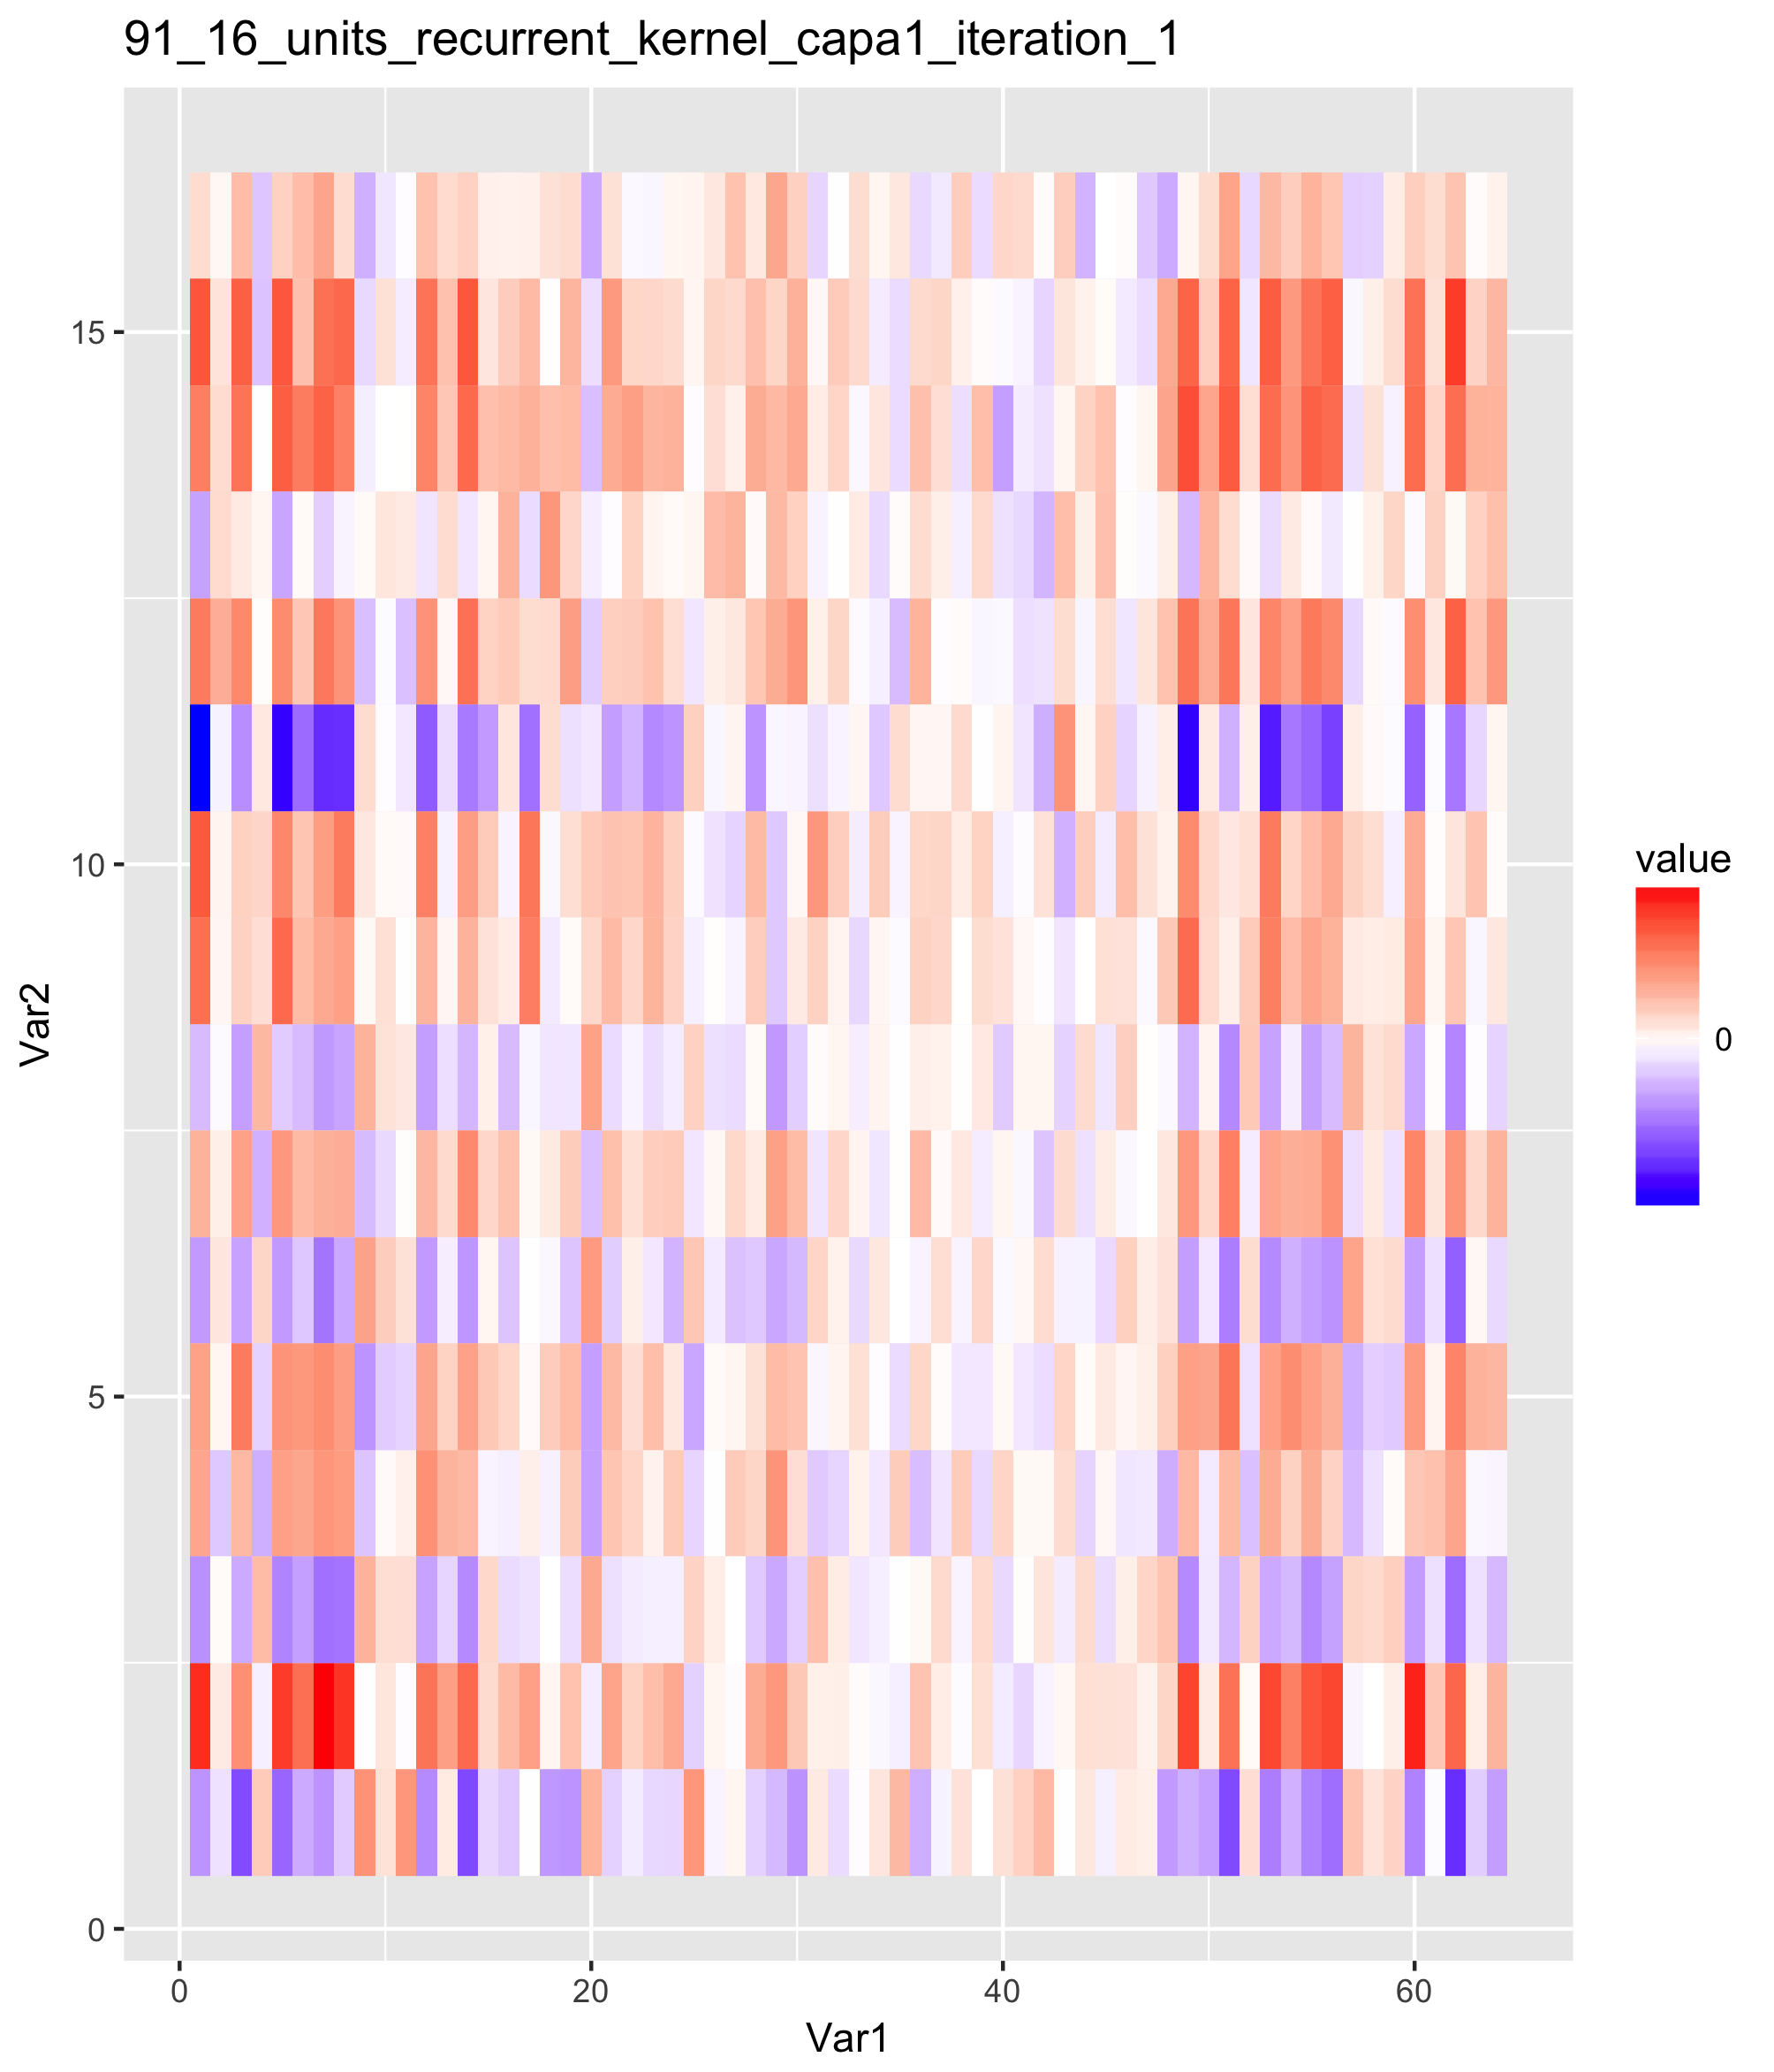 91_16_units_recurrent_kernel_capa1_iteration_1
15
10
5
0
0
20
40
60
Var1
Var2
value
0